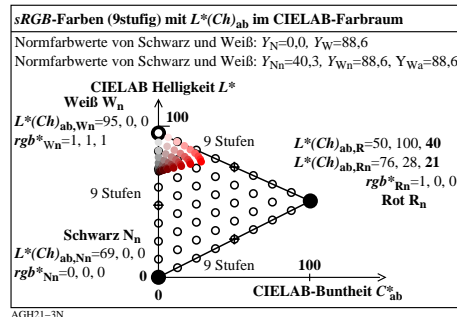 sRGB-Farben (9stufig) mit L*(Ch)ab im CIELAB-Farbraum
Normfarbwerte von Schwarz und Weiß: YN=0,0, YW=88,6
Normfarbwerte von Schwarz und Weiß: YNn=40,3, YWn=88,6, YWa=88,6
CIELAB Helligkeit L*
Weiß Wn
100
L*(Ch)ab,Wn=95, 0, 0
rgb*Wn=1, 1, 1
9 Stufen
L*(Ch)ab,R=50, 100, 40
L*(Ch)ab,Rn=76, 28, 21
rgb*Rn=1, 0, 0
Rot Rn
9 Stufen
Schwarz Nn
L*(Ch)ab,Nn=69, 0, 0
rgb*Nn=0, 0, 0
0
9 Stufen
0
100
CIELAB-Buntheit C*ab
AGH21-3N